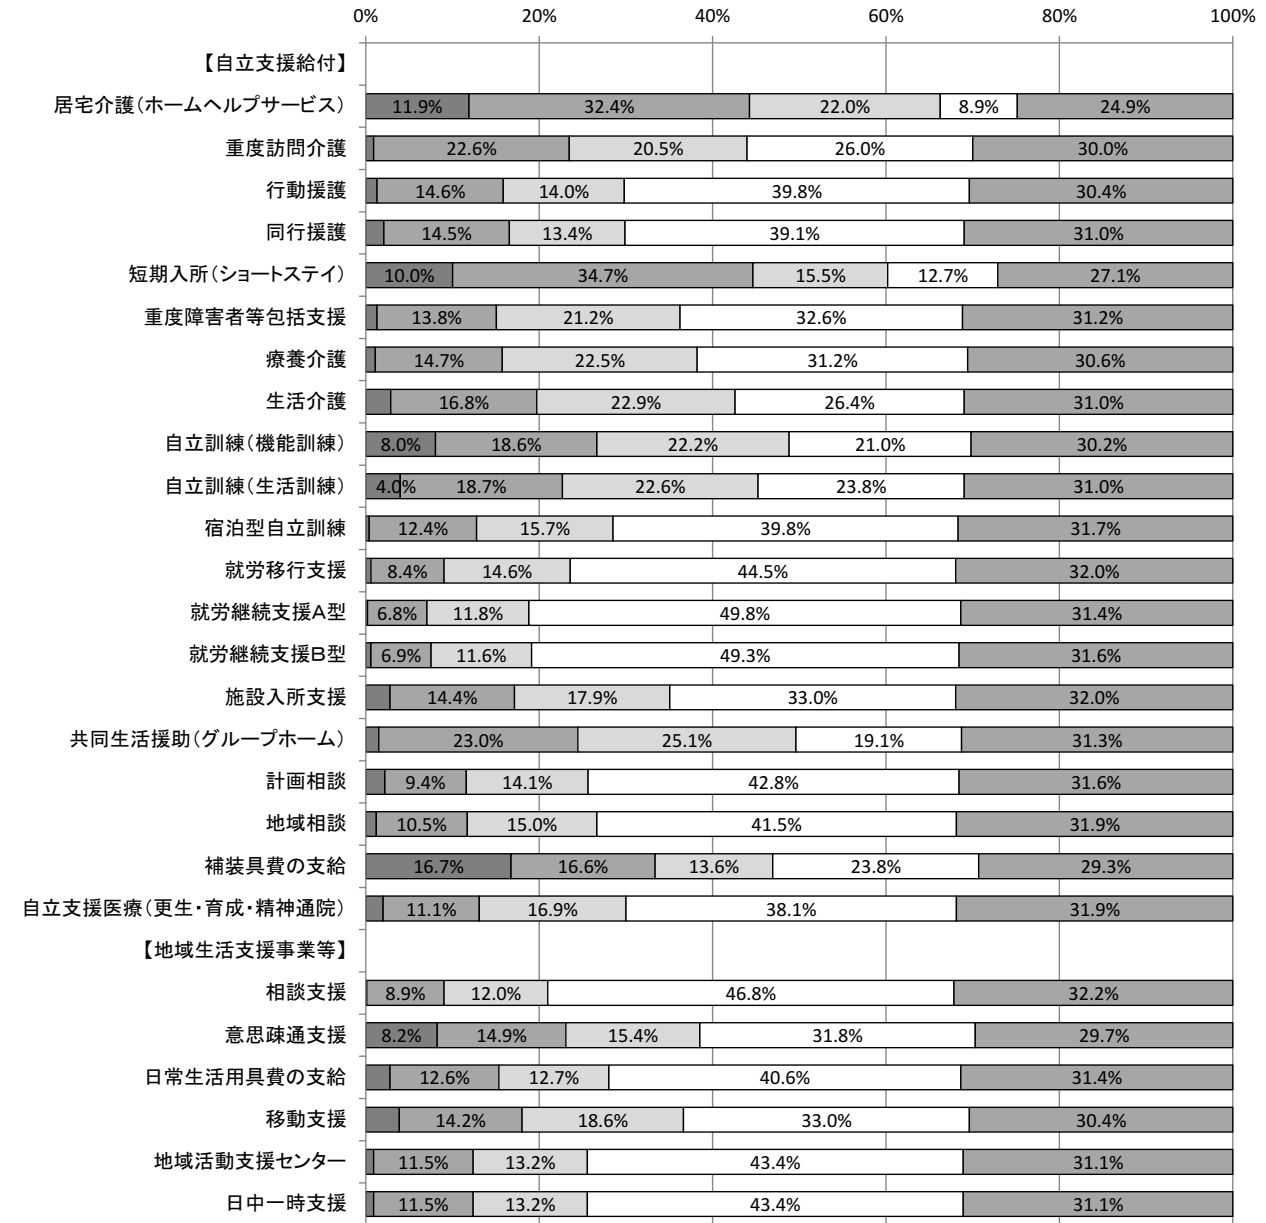 0% 20% 40% 60% 80% 100%
【自立支援給付】
居宅介護(ホームヘルプサービス) 11.9% 32.4% 22.0% 8.9% 24.9%
重度訪問介護 22.6% 20.5% 26.0% 30.0%
行動援護 14.6% 14.0% 39.8% 30.4%
同行援護 14.5% 13.4% 39.1% 31.0%
短期入所(ショートステイ) 10.0% 34.7% 15.5% 12.7% 27.1%
重度障害者等包括支援 13.8% 21.2% 32.6% 31.2%
療養介護 14.7% 22.5% 31.2% 30.6%
生活介護 16.8% 22.9% 26.4% 31.0%
自立訓練(機能訓練) 8.0% 18.6% 22.2% 21.0% 30.2%
自立訓練(生活訓練) 4.0% 18.7% 22.6% 23.8% 31.0%
宿泊型自立訓練 12.4% 15.7% 39.8% 31.7%
就労移行支援 8.4% 14.6% 44.5% 32.0%
就労継続支援A型 6.8% 11.8% 49.8% 31.4%
就労継続支援B型 6.9% 11.6% 49.3% 31.6%
施設入所支援 14.4% 17.9% 33.0% 32.0%
共同生活援助(グループホーム) 23.0% 25.1% 19.1% 31.3%
計画相談 9.4% 14.1% 42.8% 31.6%
地域相談 10.5% 15.0% 41.5% 31.9%
補装具費の支給 16.7% 16.6% 13.6% 23.8% 29.3%
自立支援医療(更生・育成・精神通院) 11.1% 16.9% 38.1% 31.9%
【地域生活支援事業等】
相談支援 8.9% 12.0% 46.8% 32.2%
意思疎通支援 8.2% 14.9% 15.4% 31.8% 29.7%
日常生活用具費の支給 12.6% 12.7% 40.6% 31.4%
移動支援 14.2% 18.6% 33.0% 30.4%
地域活動支援センター 11.5% 13.2% 43.4% 31.1%
日中一時支援 11.5% 13.2% 43.4% 31.1%